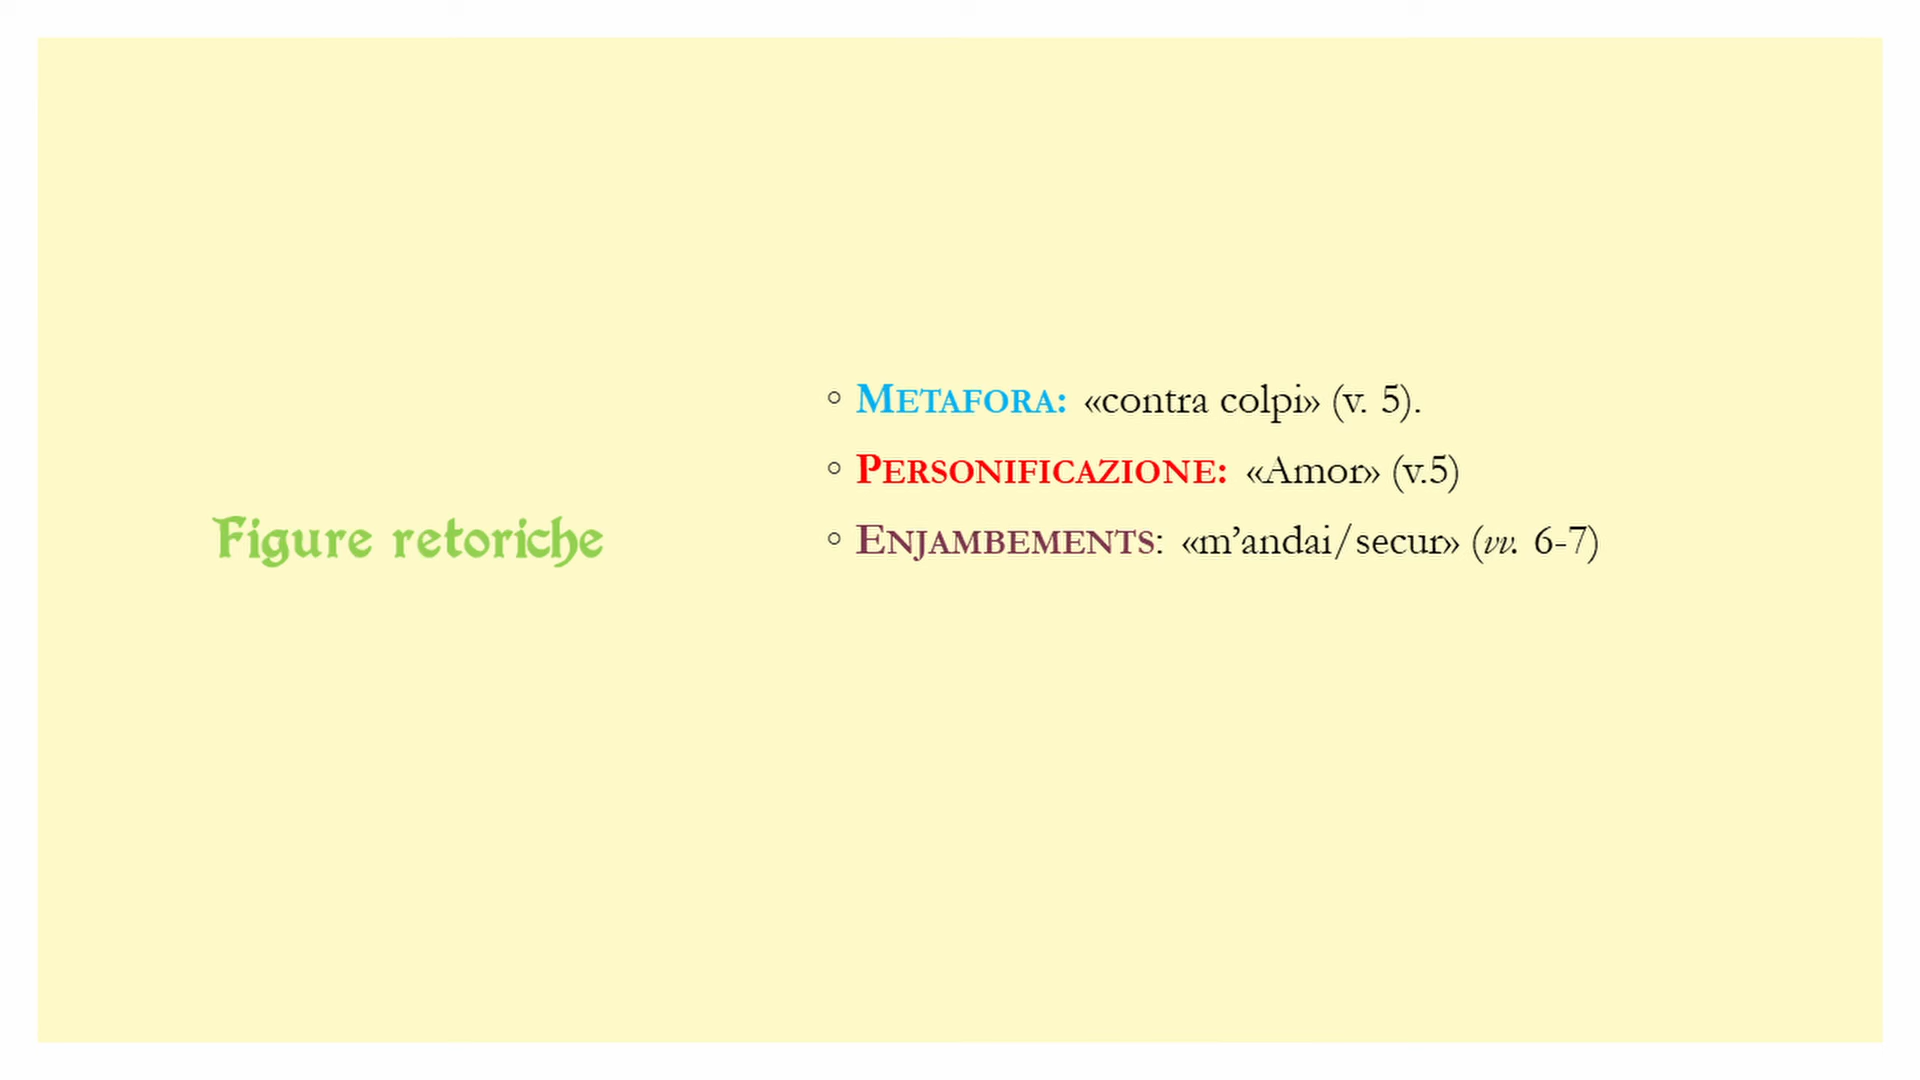 Figure retoriche
◦ METAFORA: «contra colpi» (v. 5).
◦ PERSONIFICAZIONE: «Amor» (v.5)
◦ ENJAMBEMENTS: «m’andai/secur» (vv. 6-7)